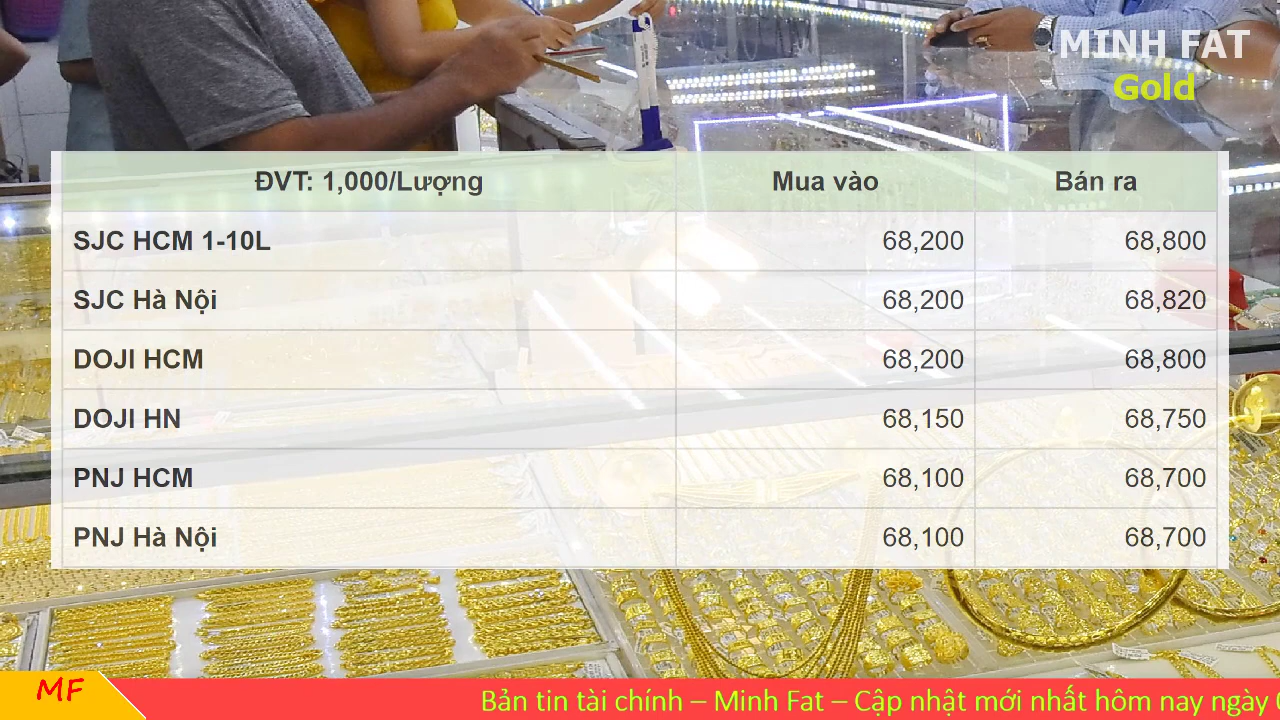 MINH FAT
Gold
ĐVT: 1,000/Lượng Mua vào Bán ra
SJC HCM 1-10L 68,200 68,800
SJC Hà Nội 68,200 68,820
DOJI HCM 68,200 68,800
DOJI HN 68,150 68,750
PNJ HCM 68,100 68,700
PNJ Hà Nội 68,100 68,700
MF
Bản tin tài chính – Minh Fat – Cập nhật mới nhất hôm nay ngày